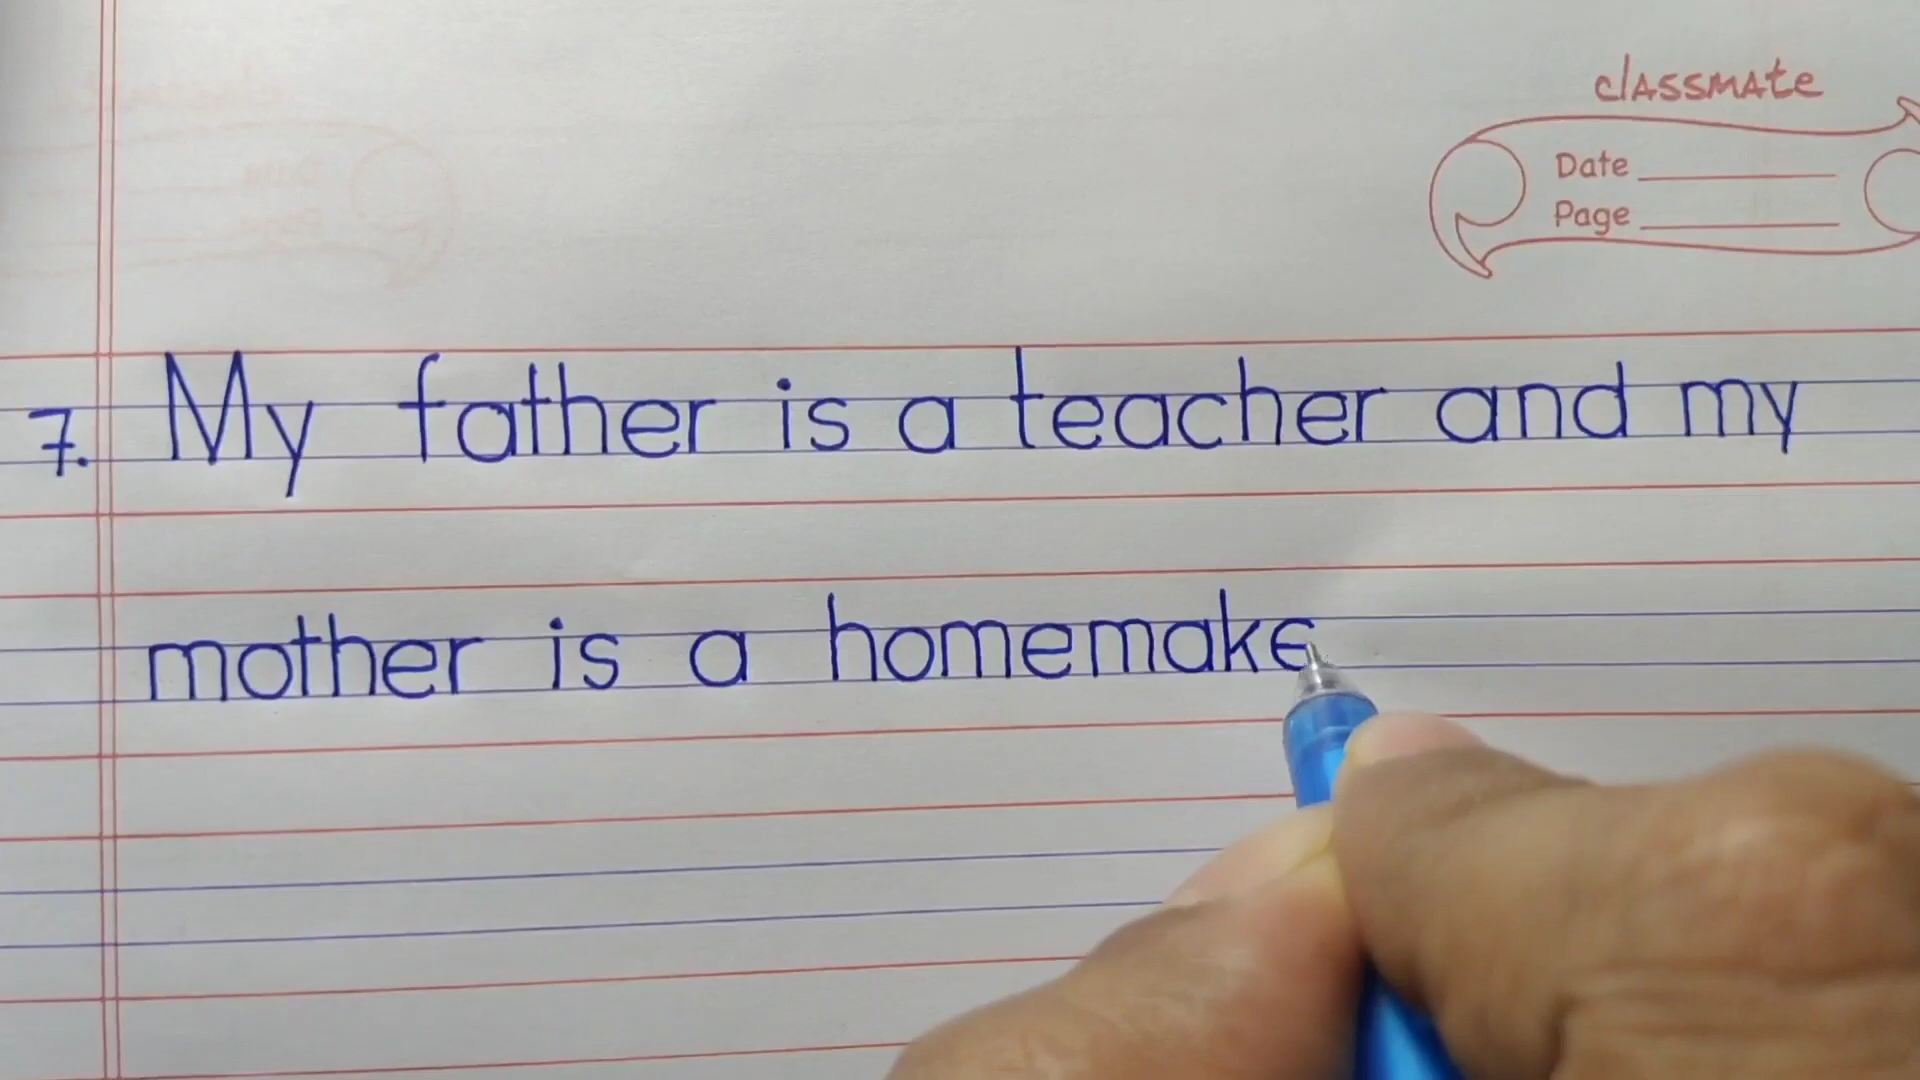 classmate
Date
Page
7. My father is a teacher and my
mother is a homemake